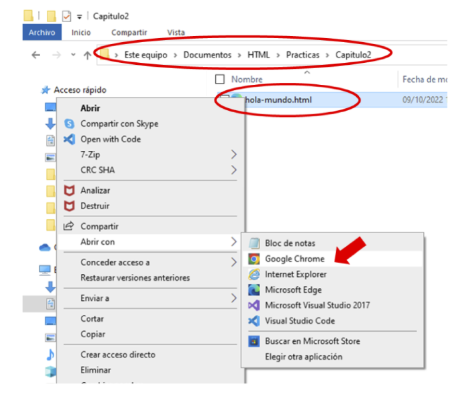 Capitulo2
Archivo Inicio Compartir Vista
Este equipo > Documentos > HTML > Practicas > Capitulo2
Nombre Fecha de mo
Acceso rápido
hola-mundo.html 09/10/2022
Abrir
Compartir con Skype
Open with Code
7-Zip
CRC SHA
Analizar
Destruir
Compartir
Abrir con
Bloc de notas
Conceder acceso a
Google Chrome
Restaurar versiones anteriores
Internet Explorer
Microsoft Edge
Enviar a
Microsoft Visual Studio 2017
Cortar
Visual Studio Code
Copiar
Buscar en Microsoft Store
Crear acceso directo
Elegir otra aplicación
Eliminar